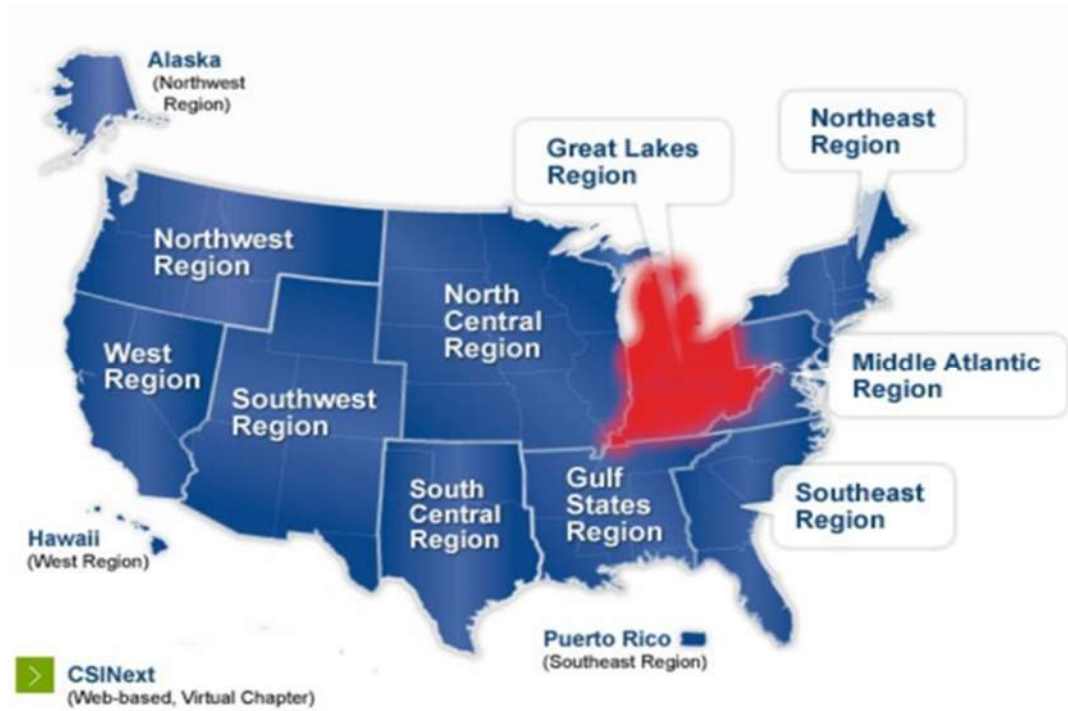 Alaska
(Northwest
Region)
Great Lakes
Region
Northeast
Region
Northwest
Region
North
Central
Region
West
Region
Southwest
Region
Middle Atlantic
Region
South
Central
Region
Gulf
States
Region
Southeast
Region
Hawaii
(West Region)
Puerto Rico
(Southeast Region)
CSINext
(Web-based, Virtual Chapter)